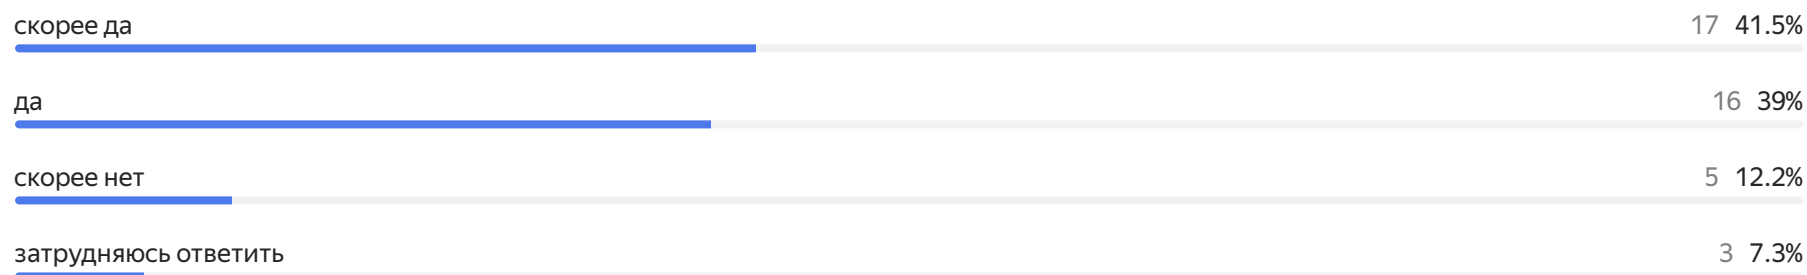 скорее да 17 41.5%
да 16 39%
скорее нет 5 12.2%
затрудняюсь ответить 3 7.3%